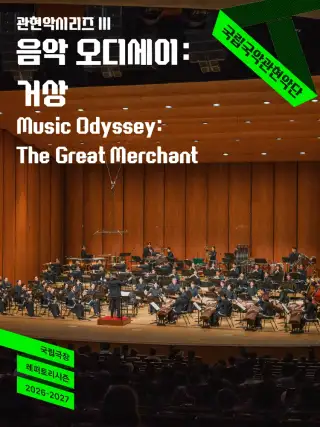 관현악시리즈 III
음악 오디세이:
거상
Music Odyssey:
The Great Merchant
국립국악관현악단
국립극장
레퍼토리시즌
2026-2027